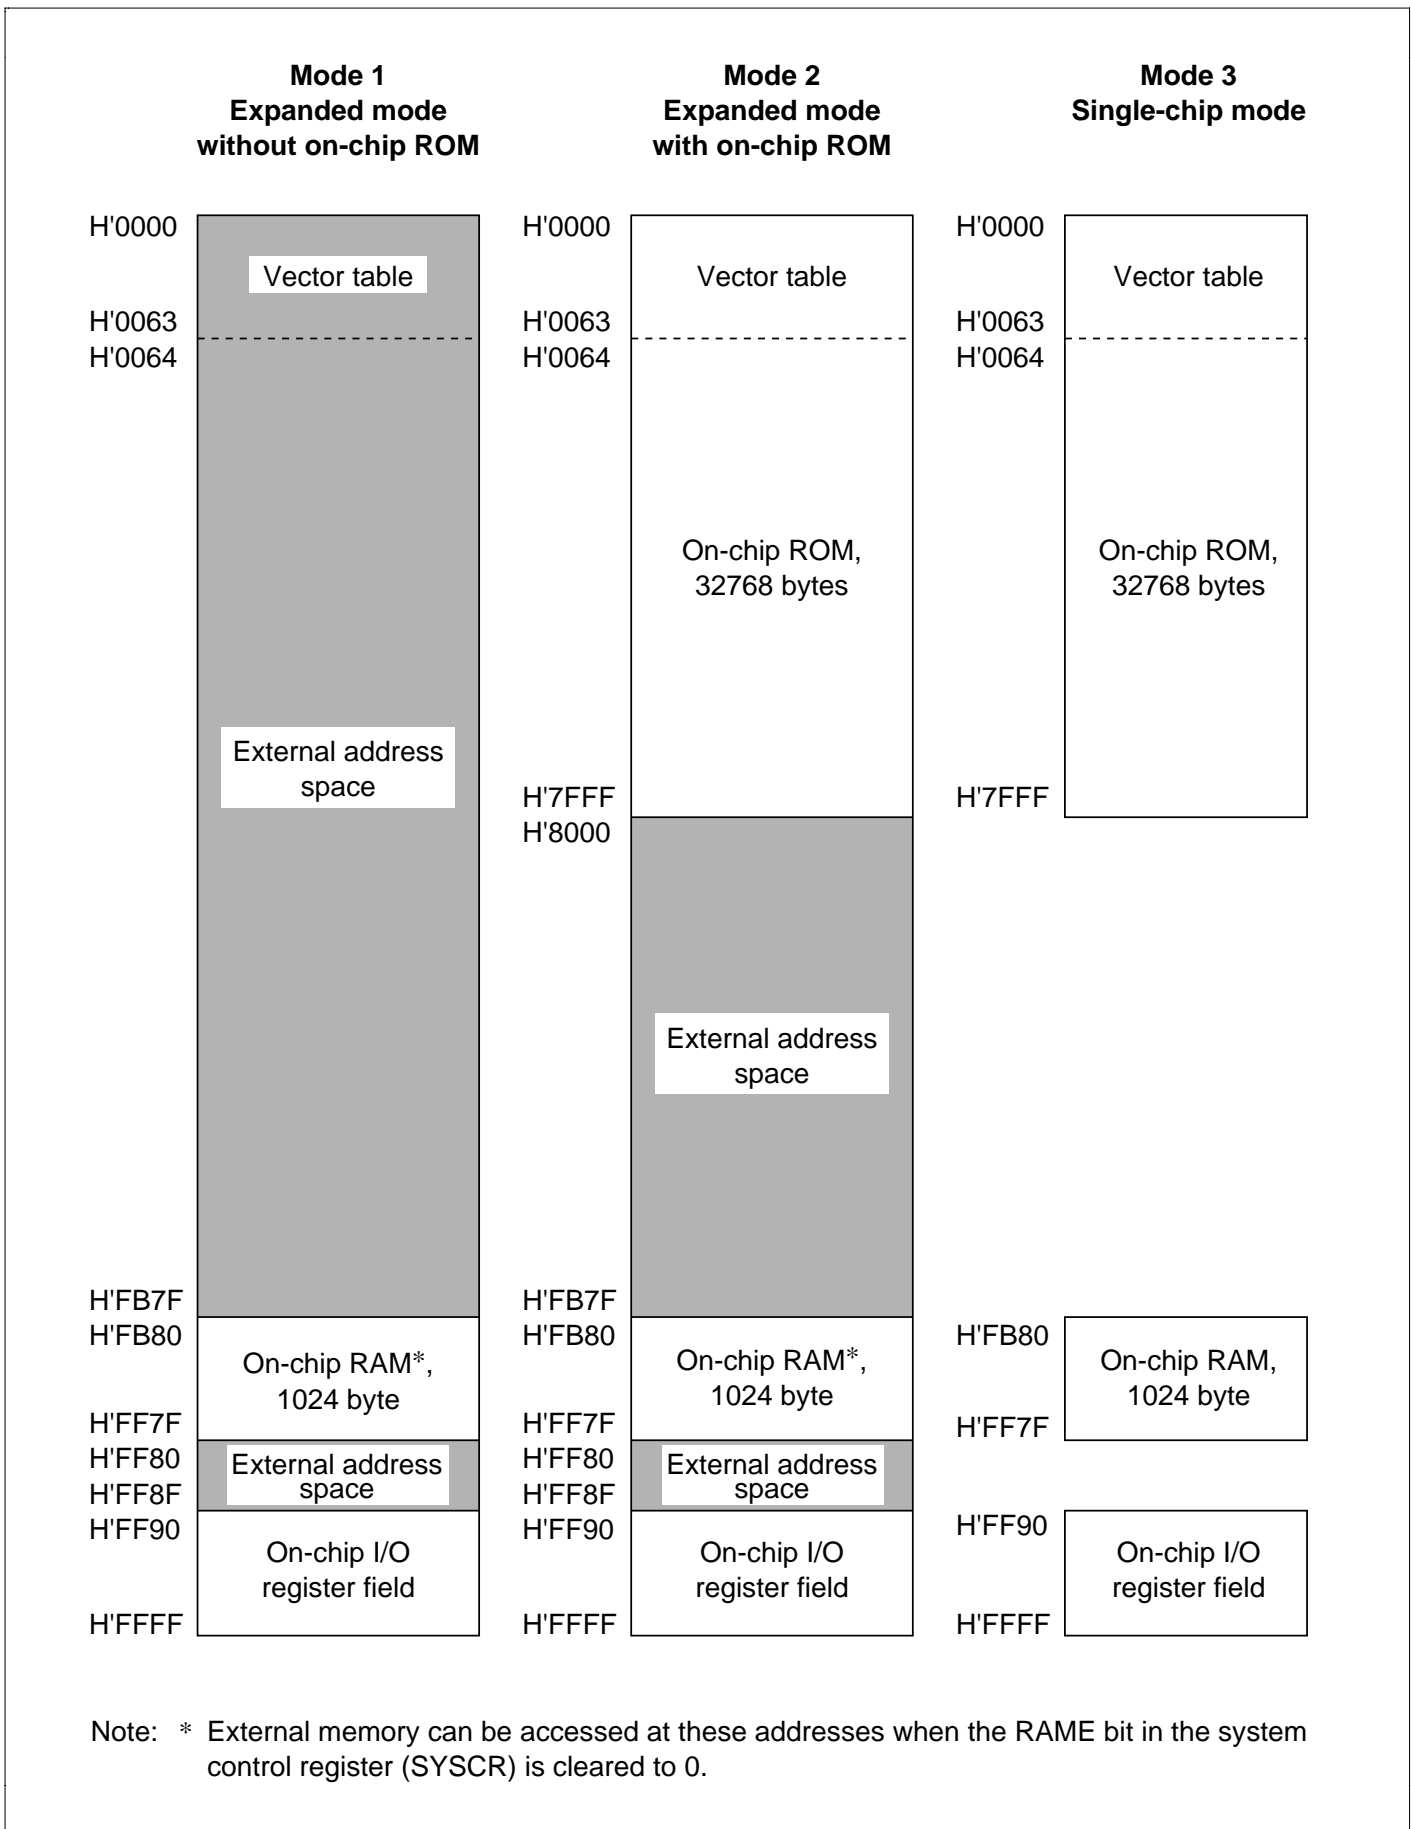 Mode 1
Expanded mode
without on-chip ROM
H'0000
Vector table
H'0063
H'0064
External address
space
H'FB7F
H'FB80
On-chip RAM*,
1024 byte
H'FF7F
H'FF80
External address
space
H'FF8F
H'FF90
On-chip I/O
register field
H'FFFF
Mode 2
Expanded mode
with on-chip ROM
H'0000
Vector table
H'0063
H'0064
On-chip ROM,
32768 bytes
H'7FFF
H'8000
External address
space
H'FB7F
H'FB80
On-chip RAM*,
1024 byte
H'FF7F
H'FF80
External address
space
H'FF8F
H'FF90
On-chip I/O
register field
H'FFFF
Mode 3
Single-chip mode
H'0000
Vector table
H'0063
H'0064
On-chip ROM,
32768 bytes
H'7FFF
H'FB80
On-chip RAM,
1024 byte
H'FF7F
H'FF90
On-chip I/O
register field
H'FFFF
Note: * External memory can be accessed at these addresses when the RAME bit in the system
control register (SYSCR) is cleared to 0.